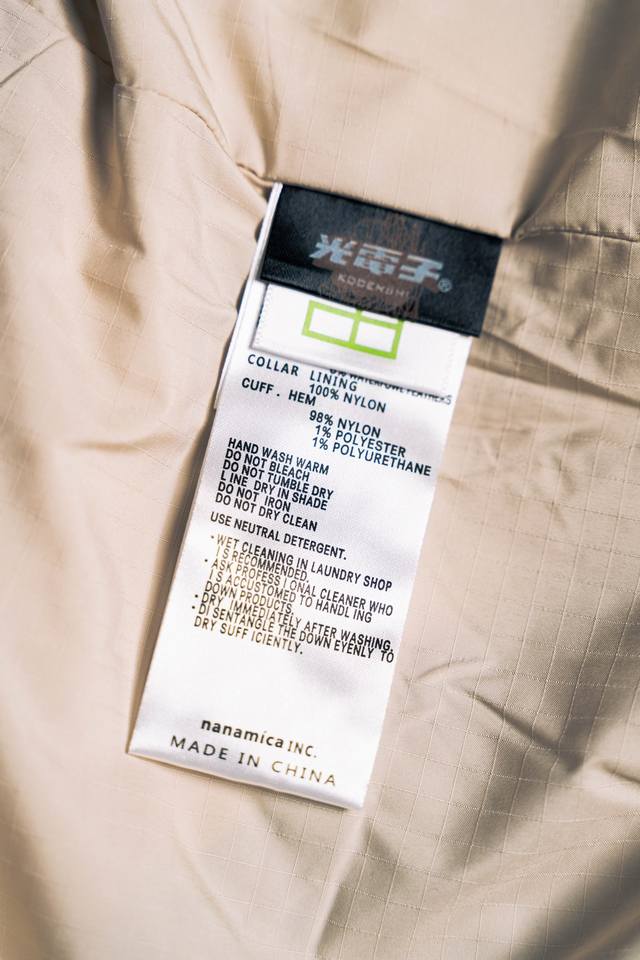 光電子®
KODENSHI
% WATERFOWL FEATHERS
COLLAR LINING
100% NYLON
CUFF . HEM
98% NYLON
1% POLYESTER
1% POLYURETHANE
HAND WASH WARM
DO NOT BLEACH
DO NOT TUMBLE DRY
LINE DRY IN SHADE
DO NOT IRON
DO NOT DRY CLEAN
USE NEUTRAL DETERGENT.
・WET CLEANING IN LAUNDRY SHOP
IS RECOMMENDED.
・ASK PROFESSIONAL CLEANER WHO
IS ACCUSTOMED TO HANDLING
DOWN PRODUCTS.
・DRY IMMEDIATELY AFTER WASHING.
・DISENTANGLE THE DOWN EVENLY TO
DRY SUFFICIENTLY.
nanamica INC.
MADE IN CHINA